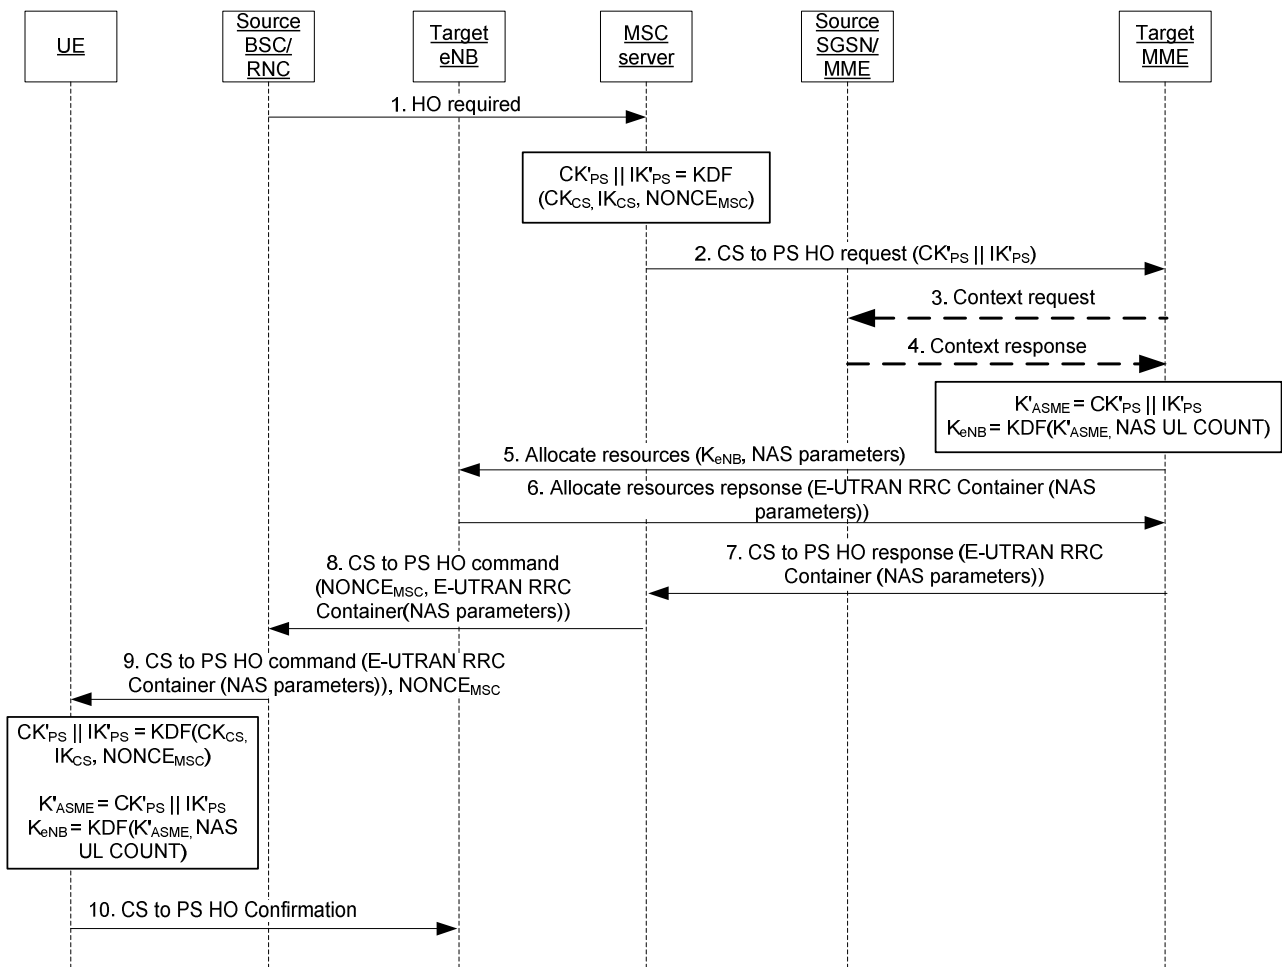 UE
Source
BSC/
RNC
Target
eNB
MSC
server
Source
SGSN/
MME
Target
MME
1. HO required
CK'PS || IK'PS = KDF
(CKCS, IKCS, NONCEMSC)
2. CS to PS HO request (CK'PS || IK'PS)
3. Context request
4. Context response
K'ASME = CK'PS || IK'PS
KeNB = KDF(K'ASME, NAS UL COUNT)
5. Allocate resources (KeNB, NAS parameters)
6. Allocate resources repsonse (E-UTRAN RRC Container (NAS
parameters))
7. CS to PS HO response (E-UTRAN RRC
Container (NAS parameters))
8. CS to PS HO command
(NONCEMSC, E-UTRAN RRC
Container(NAS parameters))
9. CS to PS HO command (E-UTRAN RRC
Container (NAS parameters)), NONCEMSC
CK'PS || IK'PS = KDF(CKCS,
IKCS, NONCEMSC)
K'ASME = CK'PS || IK'PS
KeNB = KDF(K'ASME, NAS
UL COUNT)
10. CS to PS HO Confirmation